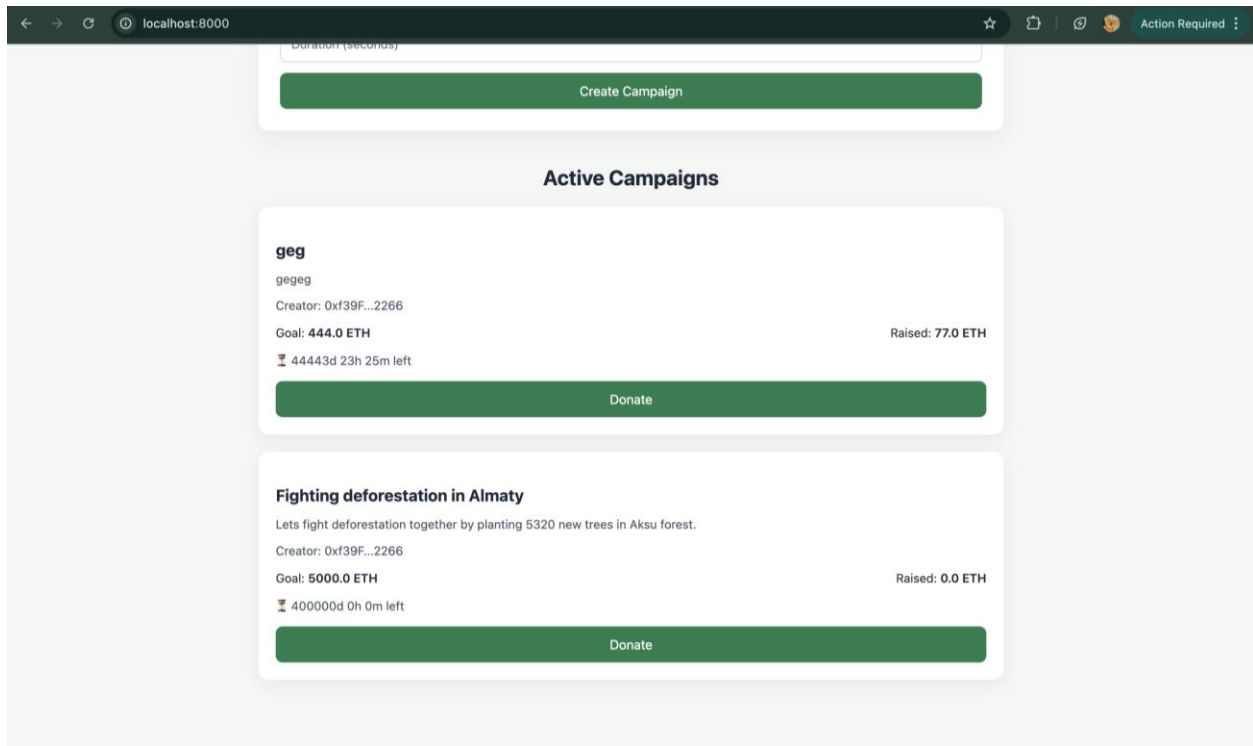 localhost:8000
Action Required
Duration (seconds)
Create Campaign
Active Campaigns
geg
gegeg
Creator: 0xf39F...2266
Goal: 444.0 ETH Raised: 77.0 ETH
⏳ 44443d 23h 25m left
Donate
Fighting deforestation in Almaty
Lets fight deforestation together by planting 5320 new trees in Aksu forest.
Creator: 0xf39F...2266
Goal: 5000.0 ETH Raised: 0.0 ETH
⏳ 400000d 0h 0m left
Donate